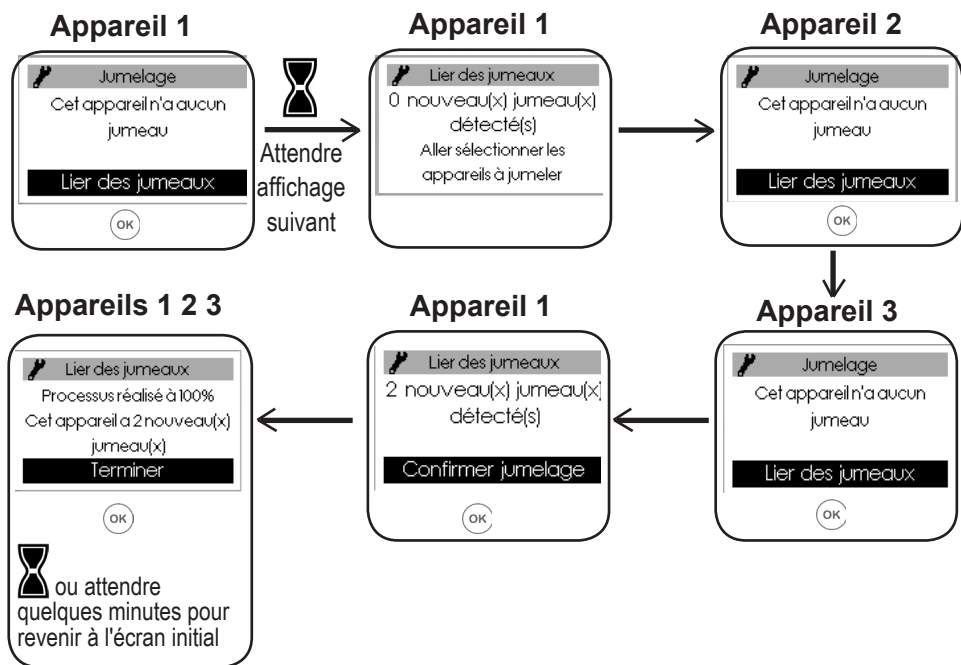 Appareil 1
Jumelage
Cet appareil n'a aucun
jumeau
Lier des jumeaux
OK
Attendre
affichage
suivant
Appareil 1
Lier des jumeaux
0 nouveau(x) jumeau(x)
détecté(s)
Aller sélectionner les
appareils à jumeler
Appareil 2
Jumelage
Cet appareil n'a aucun
jumeau
Lier des jumeaux
OK
Appareil 3
Jumelage
Cet appareil n'a aucun
jumeau
Lier des jumeaux
OK
Appareil 1
Lier des jumeaux
2 nouveau(x) jumeau(x)
détecté(s)
Confirmer jumelage
OK
Appareils 1 2 3
Lier des jumeaux
Processus réalisé à 100%
Cet appareil a 2 nouveau(x)
jumeau(x)
Terminer
OK
ou attendre
quelques minutes pour
revenir à l'écran initial